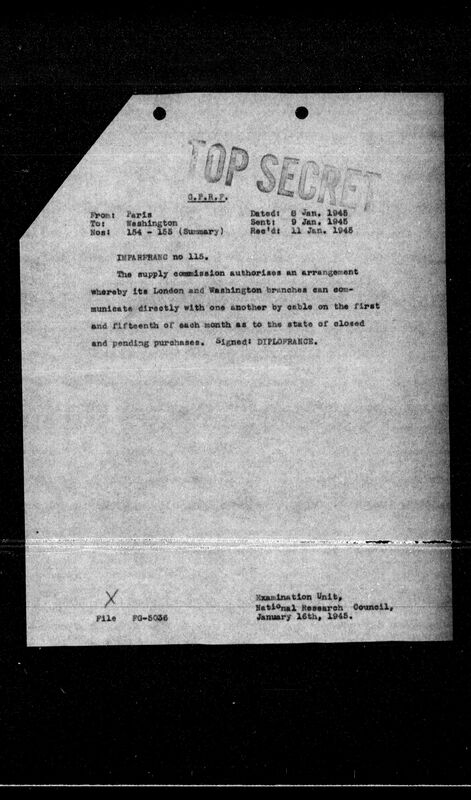 TOP SECRET
G.P.R.F.
From: Paris Dated: 8 Jan. 1945
To: Washington Sent: 9 Jan. 1945
Nos: 154 - 155 (Summary) Rec'd: 11 Jan. 1945
IMPARFRANC no 115.
The supply commission authorises an arrangement
whereby its London and Washington branches can com-
municate directly with one another by cable on the first
and fifteenth of each month as to the state of closed
and pending purchases. Signed: DIPLOFRANCE.
X
Examination Unit,
National Research Council,
File FG-5036 January 16th, 1945.